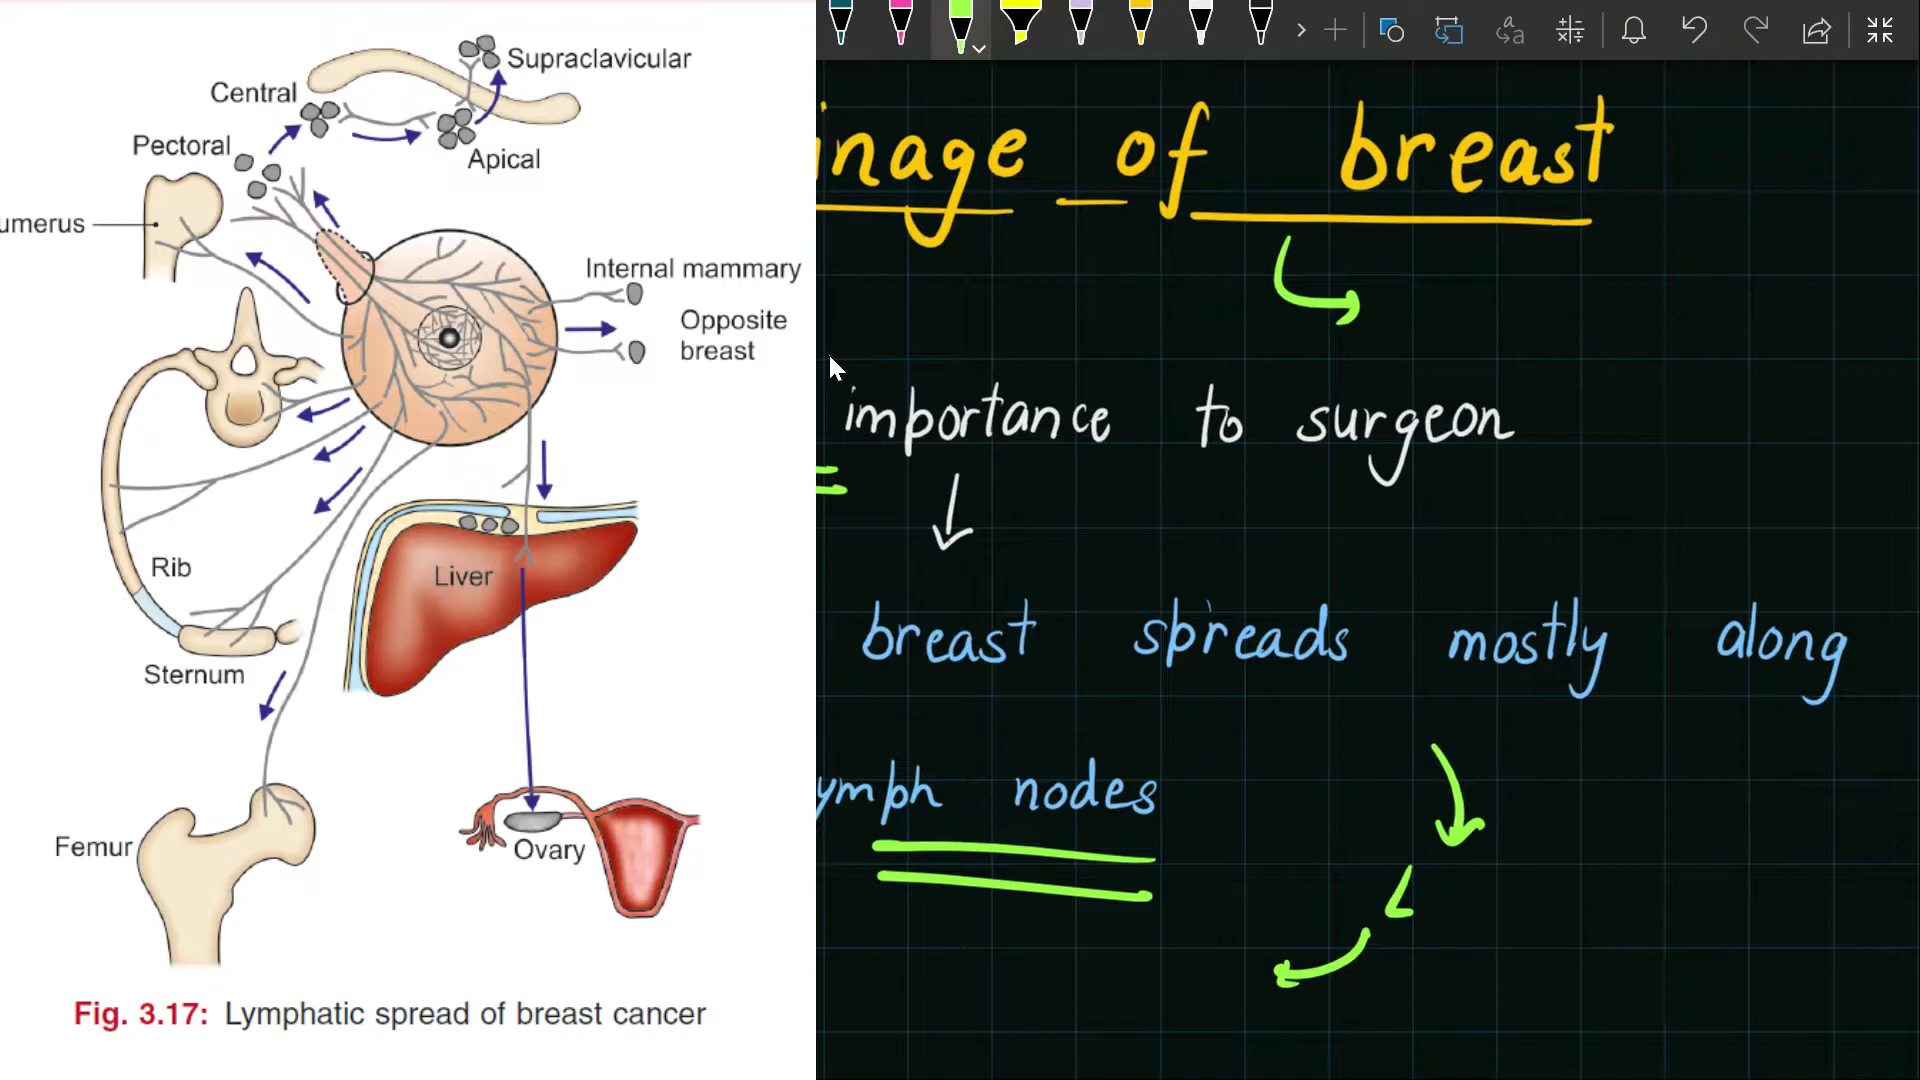 Supraclavicular
Central
Pectoral
Apical
umerus
Internal mammary
Opposite
breast
Rib
Liver
Sternum
Femur
Ovary
Fig. 3.17: Lymphatic spread of breast cancer
inage of breast
importance to surgeon
breast spreads mostly along
ymph nodes